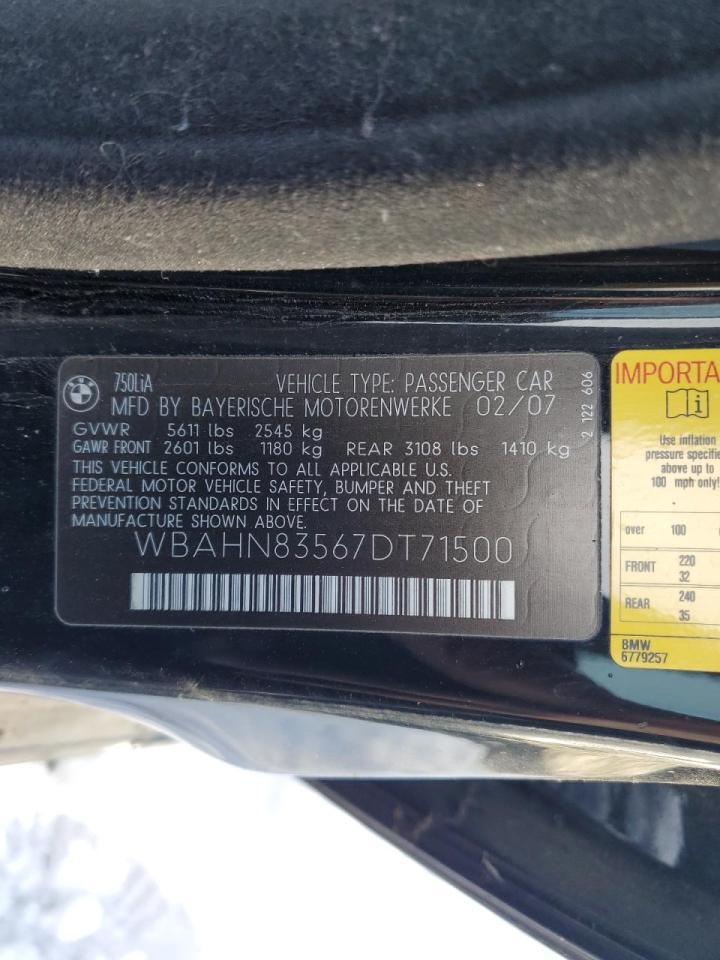 BMW
750LiA VEHICLE TYPE: PASSENGER CAR
MFD BY BAYERISCHE MOTORENWERKE 02/07
GVWR 5611 lbs 2545 kg
GAWR FRONT 2601 lbs 1180 kg REAR 3108 lbs 1410 kg
THIS VEHICLE CONFORMS TO ALL APPLICABLE U.S.
FEDERAL MOTOR VEHICLE SAFETY, BUMPER AND THEFT
PREVENTION STANDARDS IN EFFECT ON THE DATE OF
MANUFACTURE SHOWN ABOVE.
WBAHN83567DT71500
2 122 606
IMPORTA
Use inflation
pressure specifie
above up to
100 mph only!
over 100
FRONT 220
32
REAR 240
35
BMW
6779257